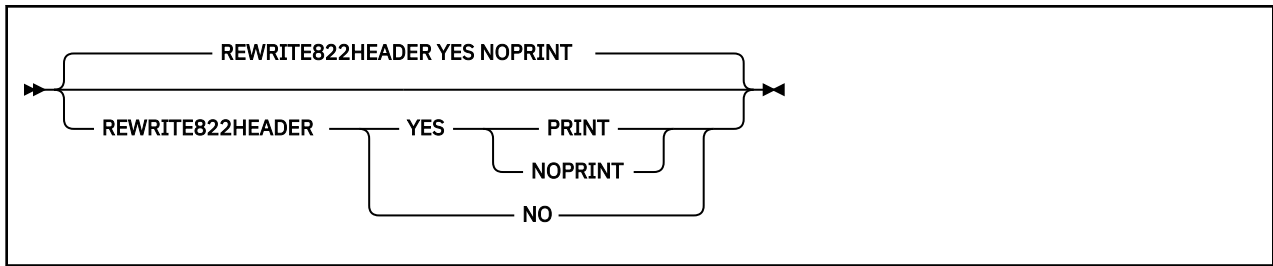 REWRITE822HEADER YES NOPRINT
REWRITE822HEADER YES PRINT
NOPRINT
NO